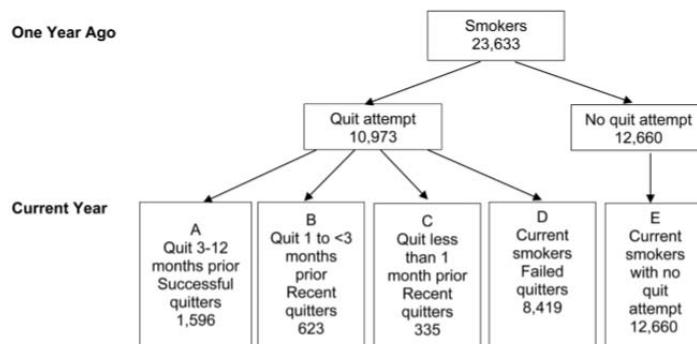 One Year Ago
Smokers
23,633
Quit attempt
10,973
No quit attempt
12,660
Current Year
A
Quit 3-12
months prior
Successful
quitters
1,596
B
Quit 1 to <3
months
prior
Recent
quitters
623
C
Quit less
than 1
month prior
Recent
quitters
335
D
Current
smokers
Failed
quitters
8,419
E
Current
smokers
with no
quit
attempt
12,660